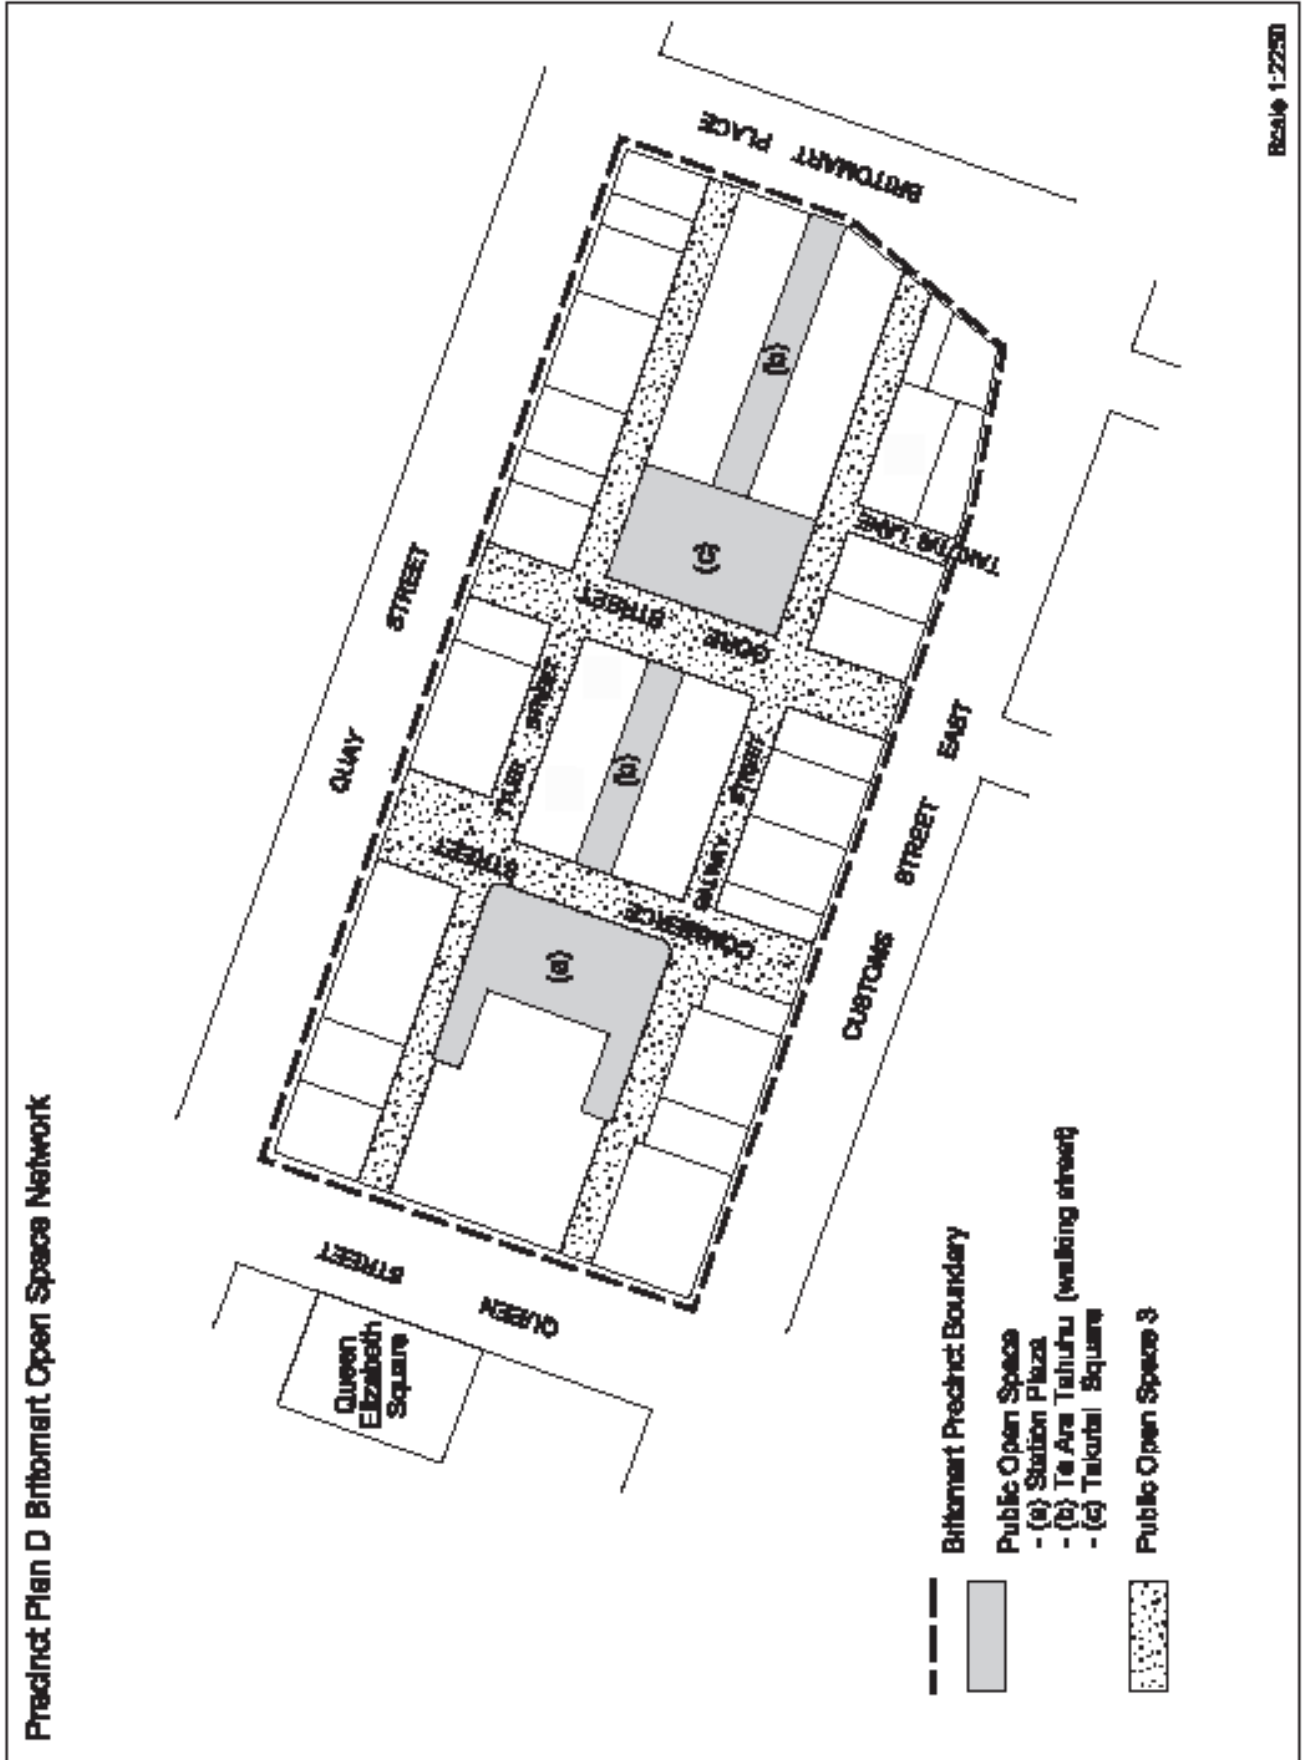 Precinct Plan D Britomart Open Space Network
QUAY STREET
BRITOMART PLACE
TYLER STREET
GORE STREET
COMMERCE STREET
GALWAY STREET
LANE
QUEEN STREET
CUSTOMS STREET EAST
Queen
Elizabeth
Square
(a)
(b)
(b)
(c)
Britomart Precinct Boundary
Public Open Space
- (a) Station Plaza
- (b) Te Ara Tahuhu (walking street)
- (c) Takutai Square
Public Open Space 3
Scale 1:2250